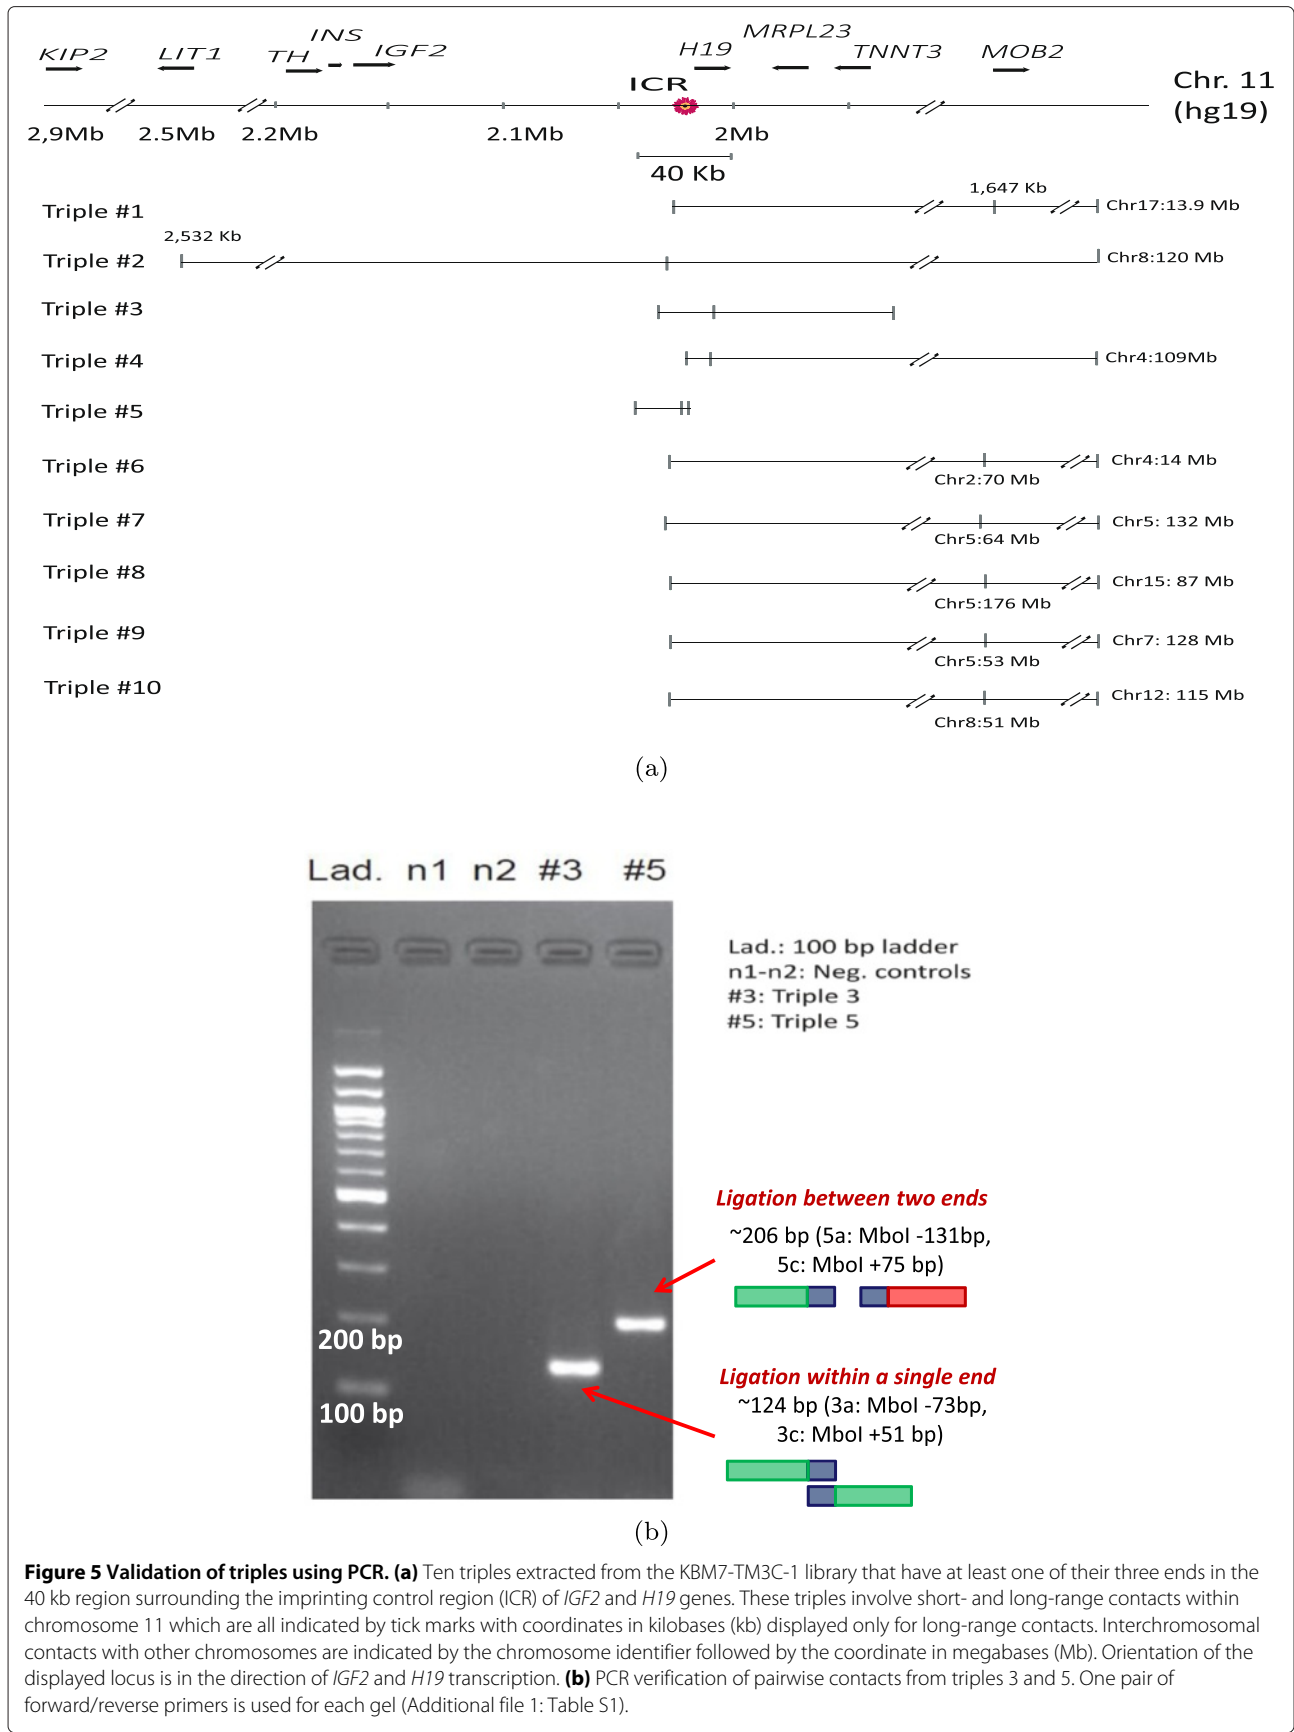 KIP2 LIT1 TH INS IGF2 H19 MRPL23 TNNT3 MOB2
ICR
Chr. 11
(hg19)
2,9Mb 2.5Mb 2.2Mb 2.1Mb 2Mb
40 Kb
Triple #1 1,647 Kb Chr17:13.9 Mb
2,532 Kb
Triple #2 Chr8:120 Mb
Triple #3
Triple #4 Chr4:109Mb
Triple #5
Triple #6 Chr4:14 Mb
Chr2:70 Mb
Triple #7 Chr5: 132 Mb
Chr5:64 Mb
Triple #8 Chr15: 87 Mb
Chr5:176 Mb
Triple #9 Chr7: 128 Mb
Chr5:53 Mb
Triple #10 Chr12: 115 Mb
Chr8:51 Mb
(a)
Lad. n1 n2 #3 #5
Lad.: 100 bp ladder
n1-n2: Neg. controls
#3: Triple 3
#5: Triple 5
Ligation between two ends
~206 bp (5a: MboI -131bp,
5c: MboI +75 bp)
200 bp
Ligation within a single end
~124 bp (3a: MboI -73bp,
3c: MboI +51 bp)
100 bp
(b)
Figure 5 Validation of triples using PCR. (a) Ten triples extracted from the KBM7-TM3C-1 library that have at least one of their three ends in the
40 kb region surrounding the imprinting control region (ICR) of IGF2 and H19 genes. These triples involve short- and long-range contacts within
chromosome 11 which are all indicated by tick marks with coordinates in kilobases (kb) displayed only for long-range contacts. Interchromosomal
contacts with other chromosomes are indicated by the chromosome identifier followed by the coordinate in megabases (Mb). Orientation of the
displayed locus is in the direction of IGF2 and H19 transcription. (b) PCR verification of pairwise contacts from triples 3 and 5. One pair of
forward/reverse primers is used for each gel (Additional file 1: Table S1).